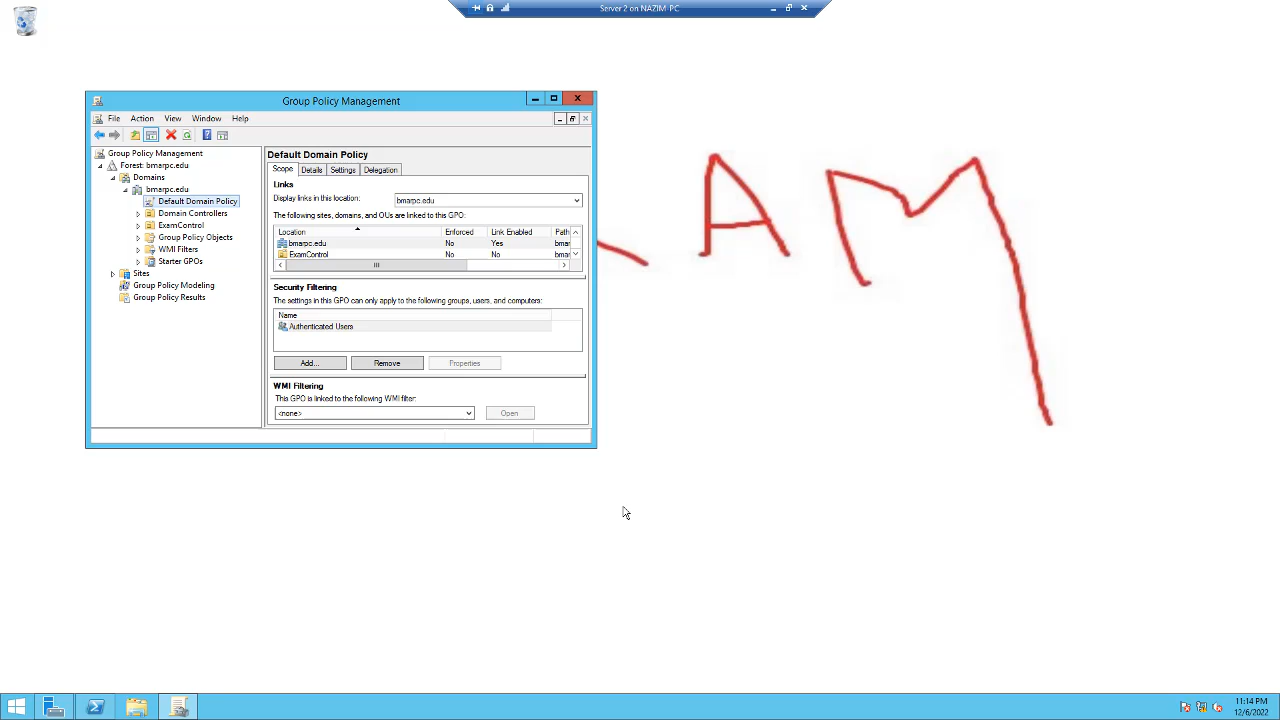 Server 2 on NAZIM-PC
Group Policy Management
File Action View Window Help
Group Policy Management
Forest: bmarpc.edu
Domains
bmarpc.edu
Default Domain Policy
Domain Controllers
ExamControl
Group Policy Objects
WMI Filters
Starter GPOs
Sites
Group Policy Modeling
Group Policy Results
Default Domain Policy
Scope Details Settings Delegation
Links
Display links in this location: bmarpc.edu
The following sites, domains, and OUs are linked to this GPO:
Location Enforced Link Enabled Path
bmarpc.edu No Yes bmar
ExamControl No No bmar
Security Filtering
The settings in this GPO can only apply to the following groups, users, and computers:
Name
Authenticated Users
Add... Remove Properties
WMI Filtering
This GPO is linked to the following WMI filter:
<none> Open
AM
11:14 PM
12/6/2022